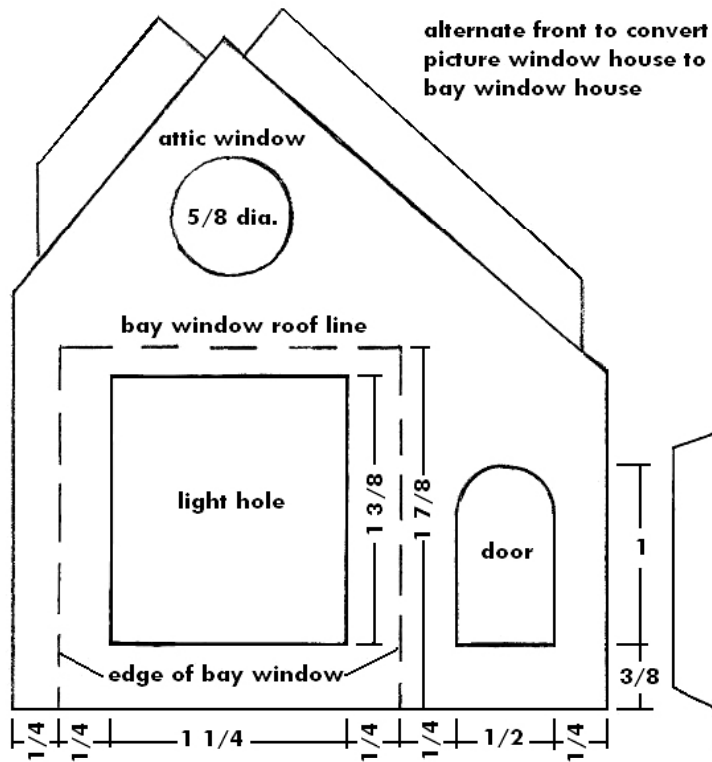 alternate front to convert
picture window house to
bay window house
attic window
5/8 dia.
bay window roof line
light hole
1 3/8
1 7/8
door
1
edge of bay window
3/8
1/4
1/4
1 1/4
1/4
1/4
1/2
1/4